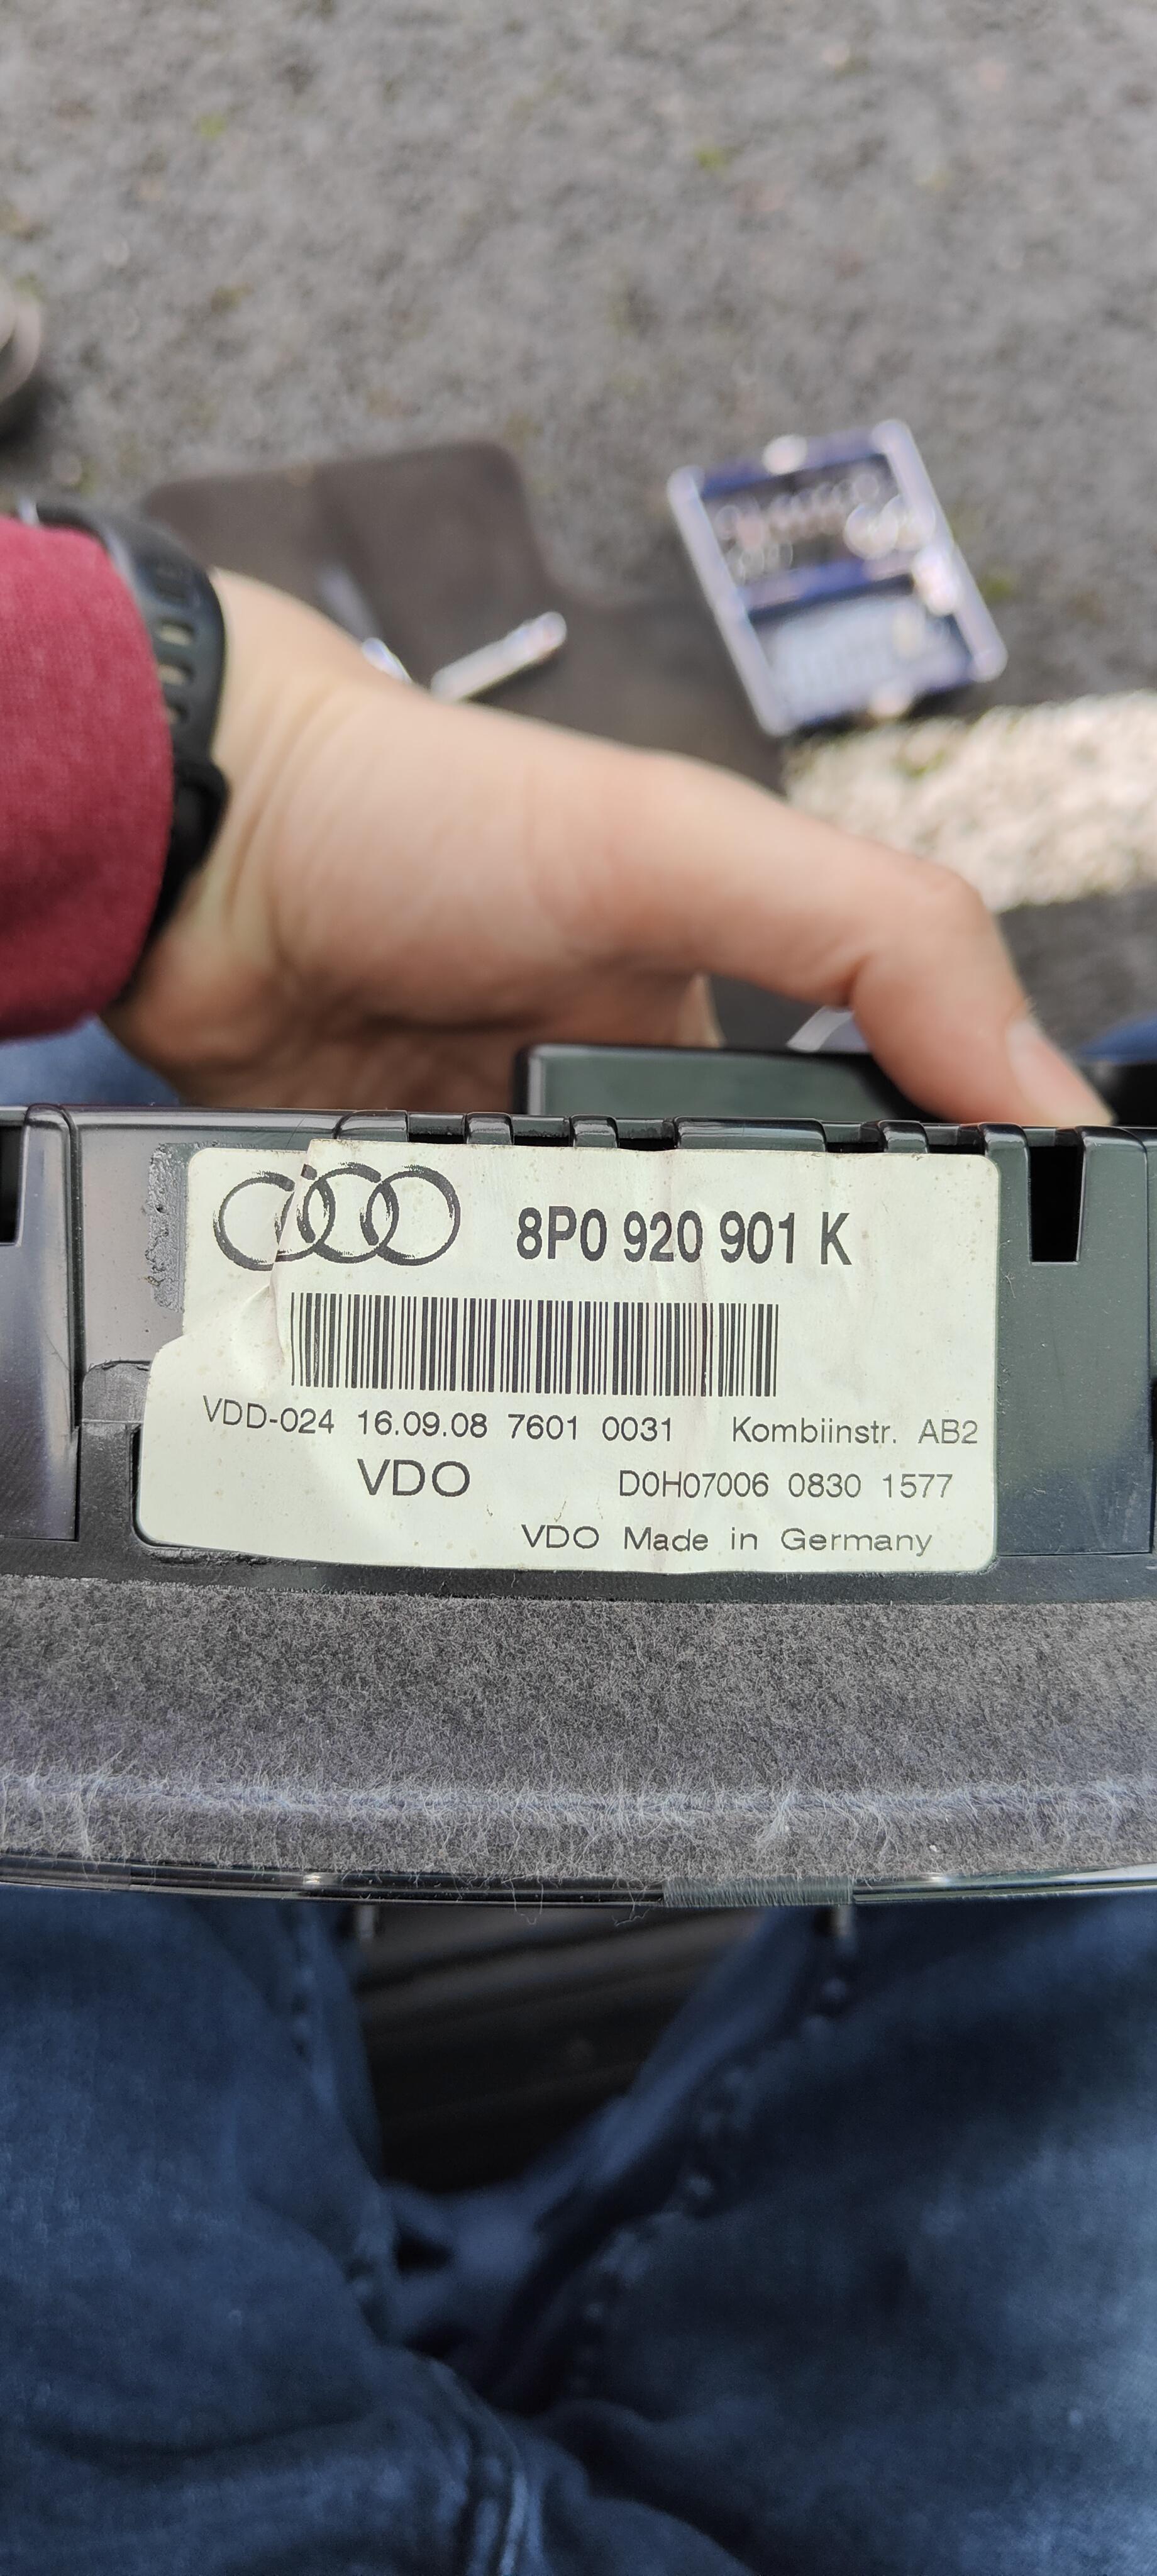 8P0 920 901 K
VDD-024 16.09.08 7601 0031 Kombiinstr. AB2
VDO D0H07006 0830 1577
VDO Made in Germany